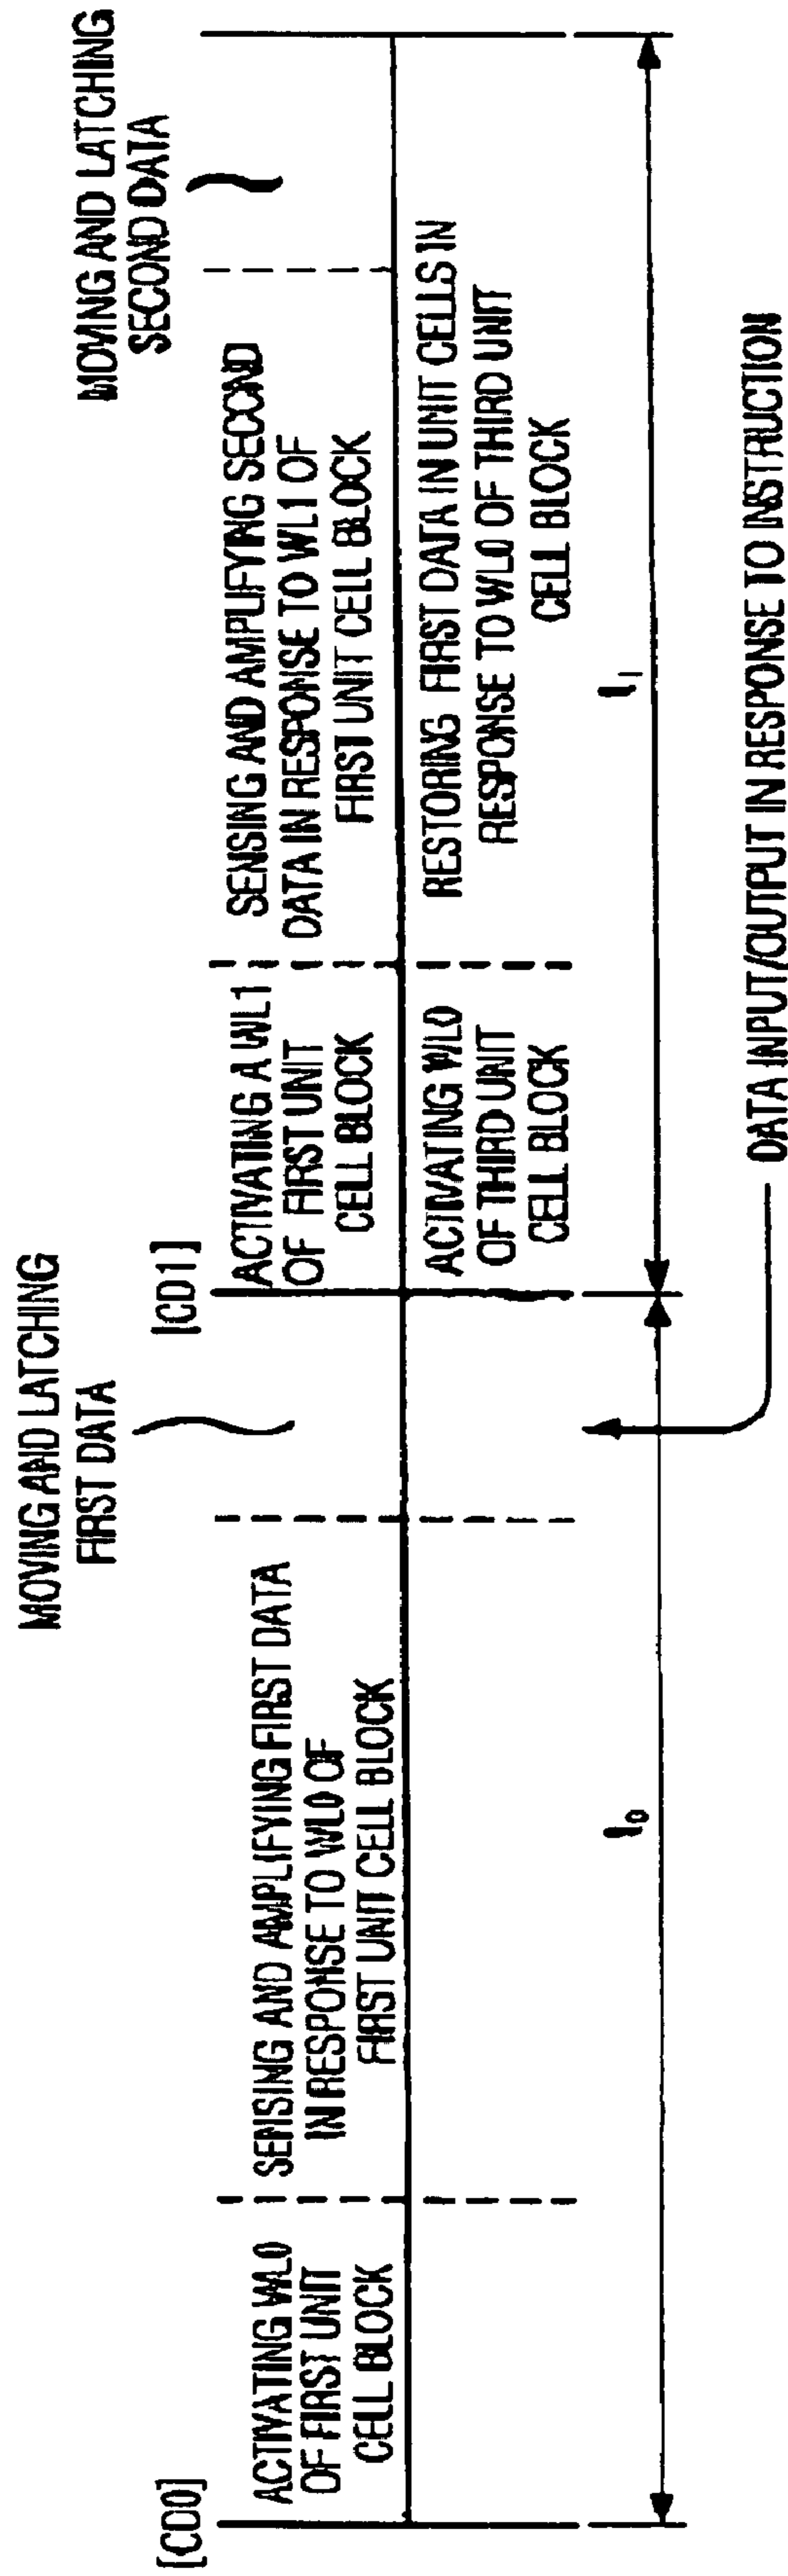 MOVING AND LATCHING
FIRST DATA
MOVING AND LATCHING
SECOND DATA
[CD0]
[CD1]
ACTIVATING WL0
OF FIRST UNIT
CELL BLOCK
SENSING AND AMPLIFYING FIRST DATA
IN RESPONSE TO WL0 OF
FIRST UNIT CELL BLOCK
ACTIVATING A WL1
OF FIRST UNIT
CELL BLOCK
SENSING AND AMPLIFYING SECOND
DATA IN RESPONSE TO WL1 OF
FIRST UNIT CELL BLOCK
ACTIVATING WL0
OF THIRD UNIT
CELL BLOCK
RESTORING FIRST DATA IN UNIT CELLS IN
RESPONSE TO WL0 OF THIRD UNIT
CELL BLOCK
t0
t1
DATA INPUT/OUTPUT IN RESPONSE TO INSTRUCTION